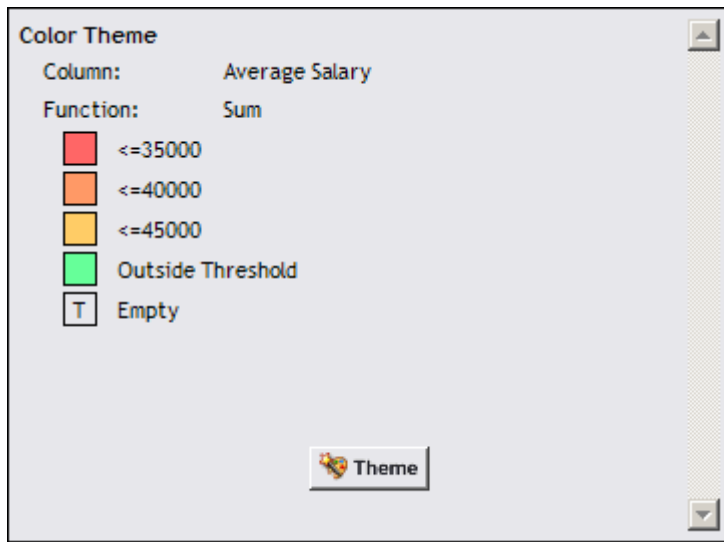 Color Theme
Column: Average Salary
Function: Sum
<=35000
<=40000
<=45000
Outside Threshold
T Empty
Theme